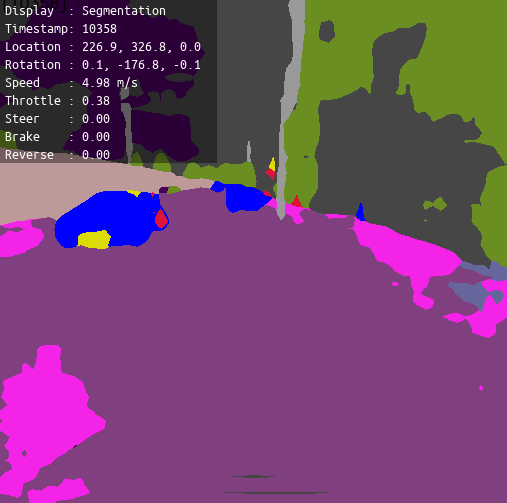 Display : Segmentation
Timestamp: 10358
Location : 226.9, 326.8, 0.0
Rotation : 0.1, -176.8, -0.1
Speed : 4.98 m/s
Throttle : 0.38
Steer : 0.00
Brake : 0.00
Reverse : 0.00